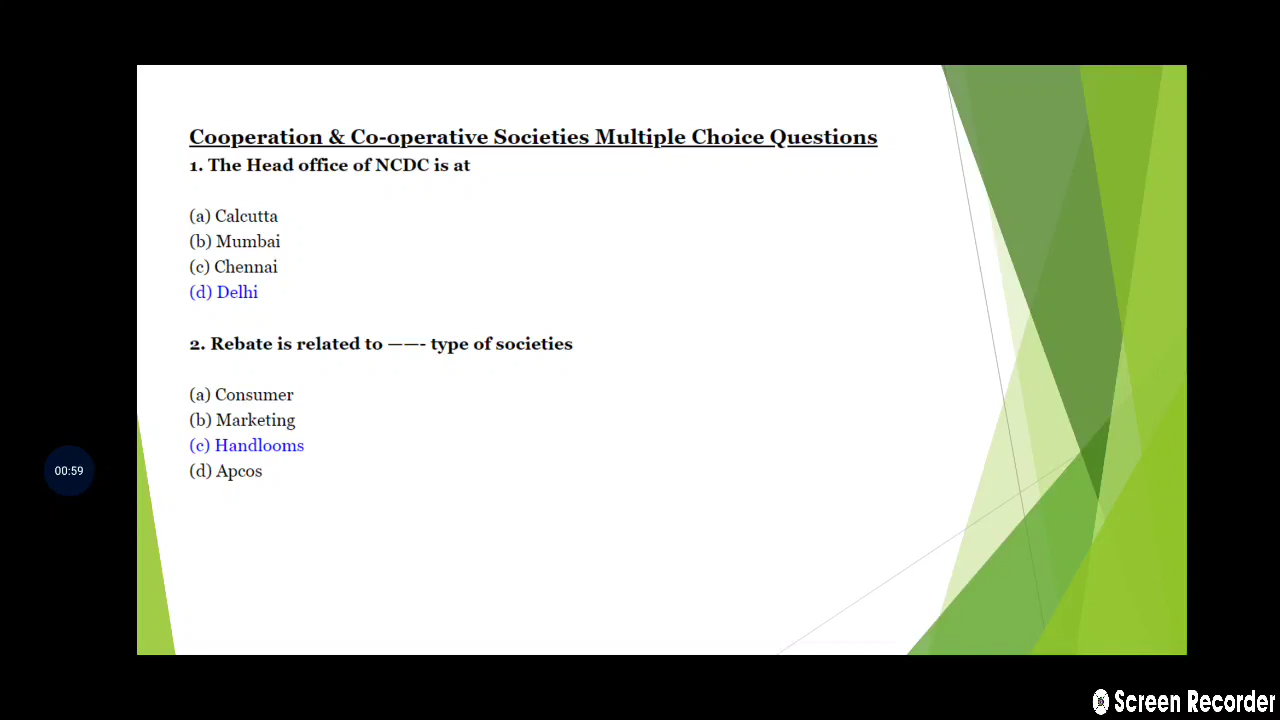 Cooperation & Co-operative Societies Multiple Choice Questions
1. The Head office of NCDC is at
(a) Calcutta
(b) Mumbai
(c) Chennai
(d) Delhi
2. Rebate is related to ——- type of societies
(a) Consumer
(b) Marketing
(c) Handlooms
(d) Apcos
00:59
Screen Recorder